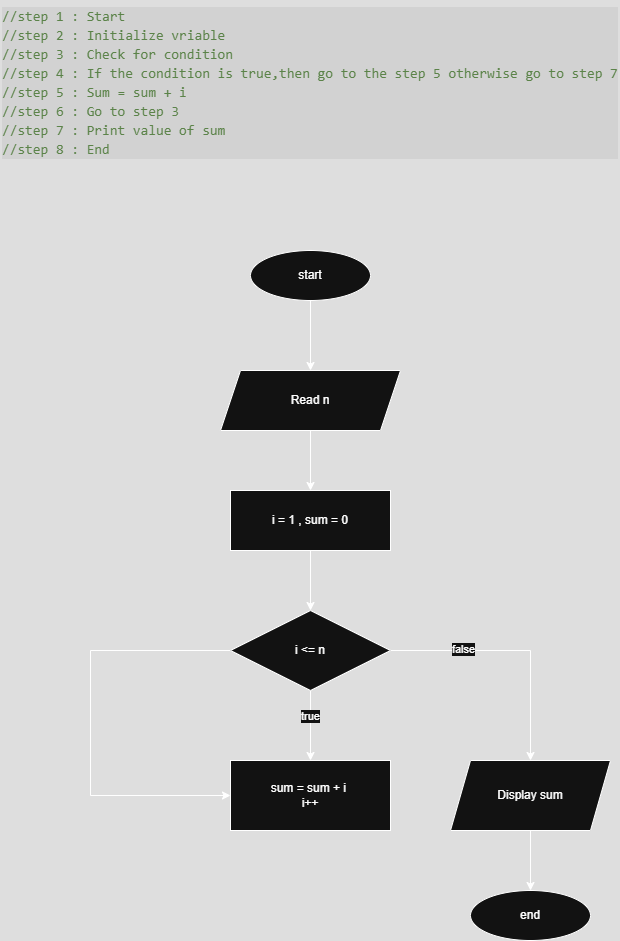 //step 1 : Start
//step 2 : Initialize vriable
//step 3 : Check for condition
//step 4 : If the condition is true,then go to the step 5 otherwise go to step 7
//step 5 : Sum = sum + i
//step 6 : Go to step 3
//step 7 : Print value of sum
//step 8 : End
start
Read n
i = 1 , sum = 0
i <= n
false
true
sum = sum + i
i++
Display sum
end